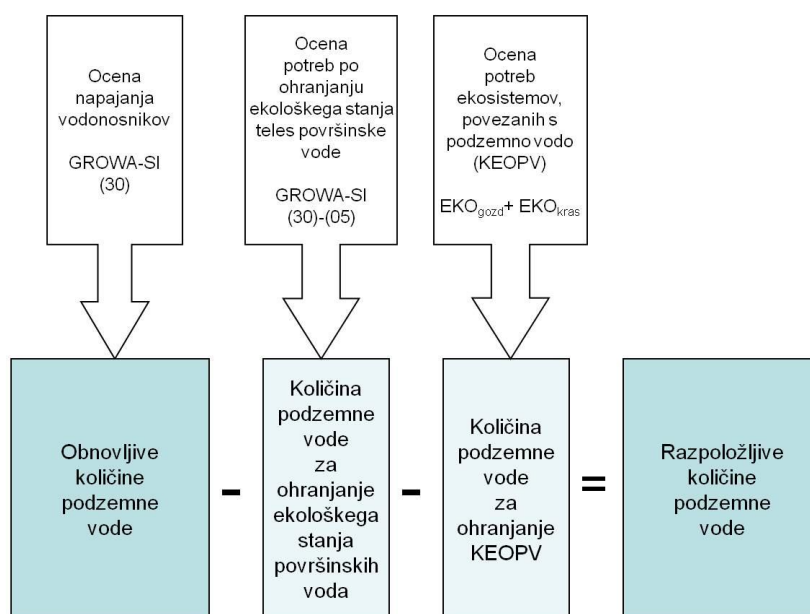 Ocena
napajanja
vodonosnikov
GROWA-SI
(30)
Ocena
potreb po
ohranjanju
ekološkega stanja
teles površinske
vode
GROWA-SI
(30)-(05)
Ocena
potreb
ekosistemov,
povezanih s
podzemno vodo
(KEOPV)
EKOgozd+ EKOkras
Obnovljive
količine
podzemne
vode
-
Količina
podzemne
vode
za
ohranjanje
ekološkega
stanja
površinskih
voda
-
Količina
podzemne
vode
za
ohranjanje
KEOPV
=
Razpoložljive
količine
podzemne
vode